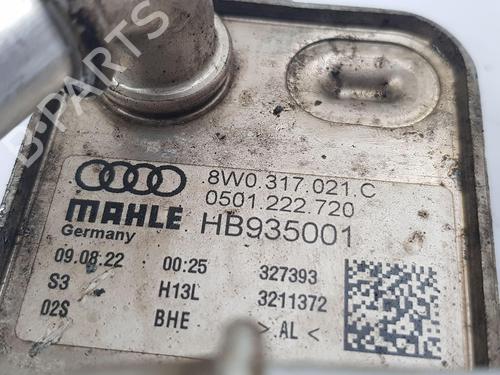 B-PARTS
8W0.317.021.C
0501.222.720
MAHLE HB935001
Germany
09.08.22 00:25 327393
S3 H13L 3211372
02S BHE > .AL <